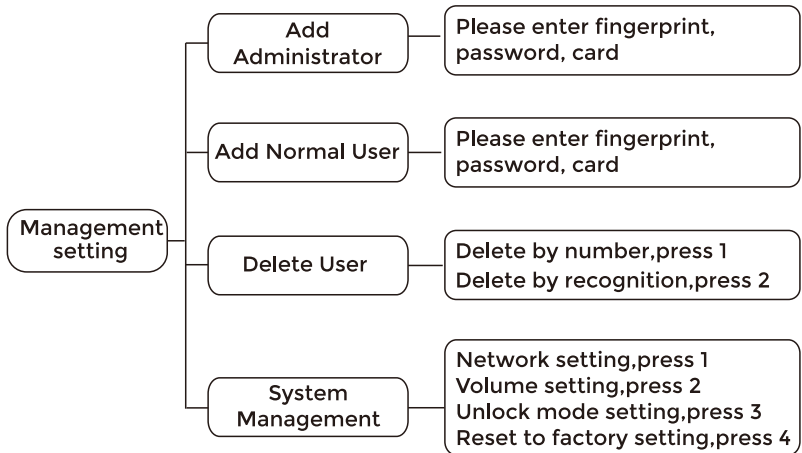 Management
setting
Add
Administrator
Please enter fingerprint,
password, card
Add Normal User
Please enter fingerprint,
password, card
Delete User
Delete by number,press 1
Delete by recognition,press 2
System
Management
Network setting,press 1
Volume setting,press 2
Unlock mode setting,press 3
Reset to factory setting,press 4